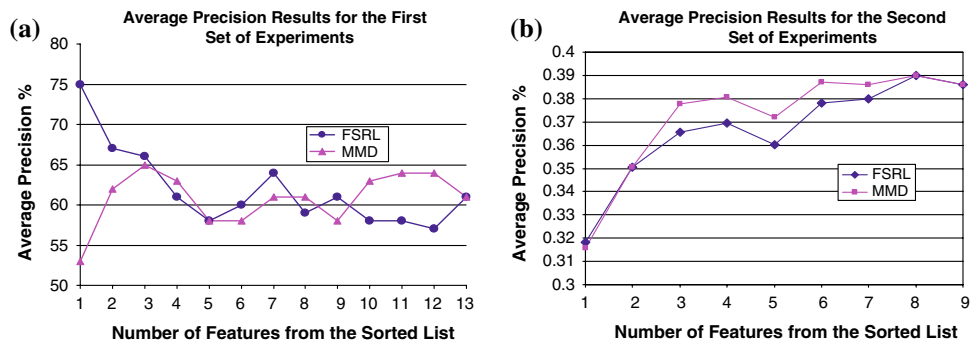 (a)
Average Precision Results for the First
Set of Experiments
Average Precision %
80
75
70
65
60
55
50
FSRL
MMD
1 2 3 4 5 6 7 8 9 10 11 12 13
Number of Features from the Sorted List
(b)
Average Precision Results for the Second
Set of Experiments
Average Precision %
0.4
0.39
0.38
0.37
0.36
0.35
0.34
0.33
0.32
0.31
0.3
FSRL
MMD
1 2 3 4 5 6 7 8 9
Number of Features from the Sorted List